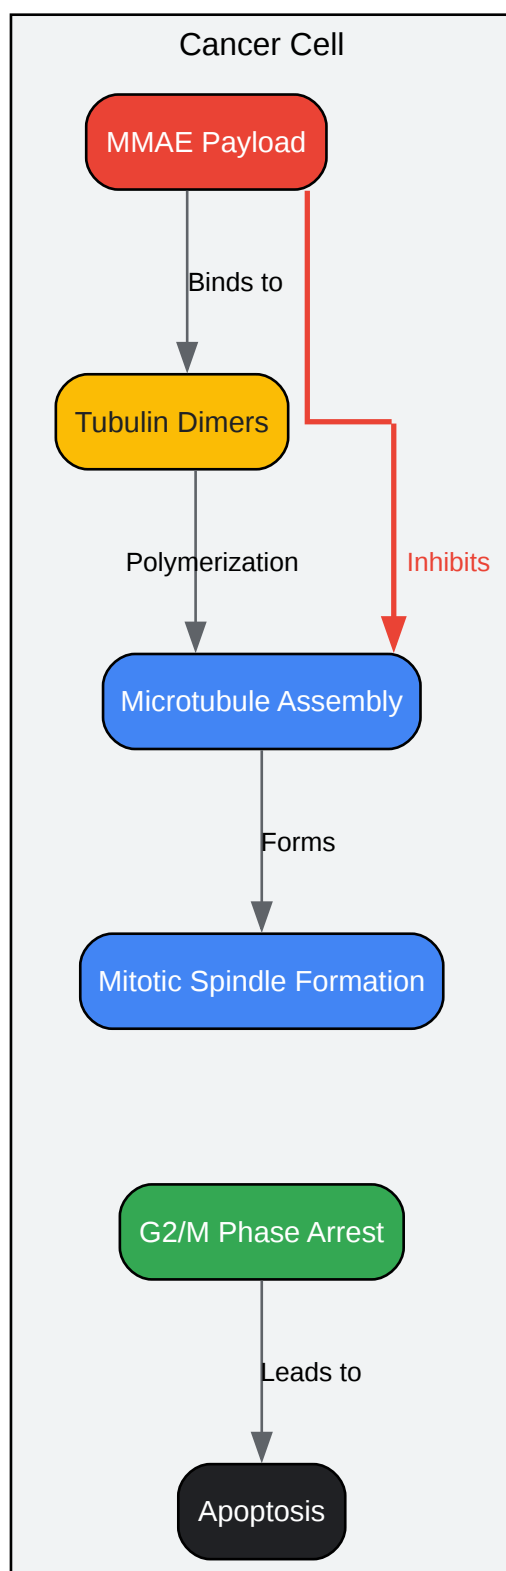 Cancer Cell
MMAE Payload
Binds to
Tubulin Dimers
Polymerization
Inhibits
Microtubule Assembly
Forms
Mitotic Spindle Formation
G2/M Phase Arrest
Leads to
Apoptosis